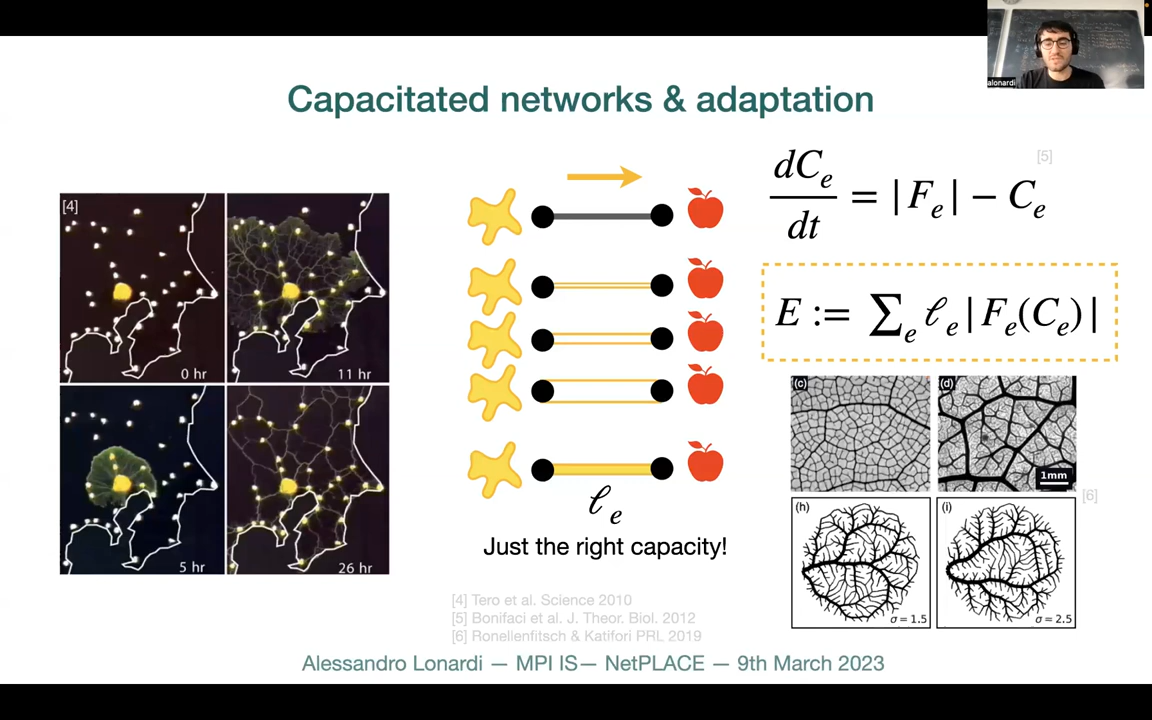 alonardi
Capacitated networks & adaptation
[4]
0 hr
11 hr
5 hr
26 hr
ℓ_e
Just the right capacity!
[5]
dC_e/dt = |F_e| − C_e
E := ∑_e ℓ_e |F_e(C_e)|
(c)
(d)
1mm
[6]
(h)
σ = 1.5
(i)
σ = 2.5
[4] Tero et al. Science 2010
[5] Bonifaci et al. J. Theor. Biol. 2012
[6] Ronellenfitsch & Katifori PRL 2019
Alessandro Lonardi — MPI IS— NetPLACE — 9th March 2023